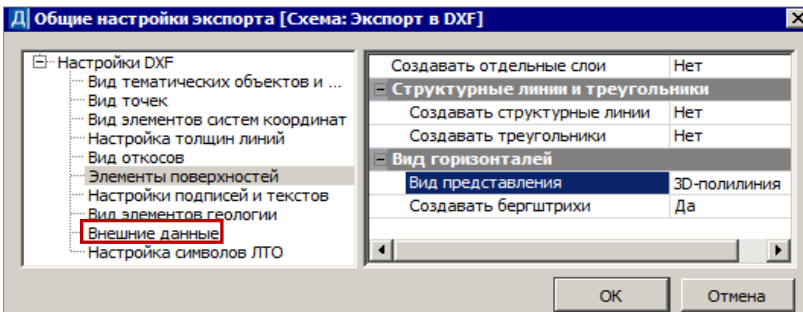 Д Общие настройки экспорта [Схема: Экспорт в DXF]
Настройки DXF
Вид тематических объектов и ...
Вид точек
Вид элементов систем координат
Настройка толщин линий
Вид откосов
Элементы поверхностей
Настройки подписей и текстов
Вид элементов геологии
Внешние данные
Настройка символов ЛТО
Создавать отдельные слои Нет
Структурные линии и треугольники
Создавать структурные линии Нет
Создавать треугольники Нет
Вид горизонталей
Вид представления 3D-полилиния
Создавать бергштрихи Да
ОК Отмена